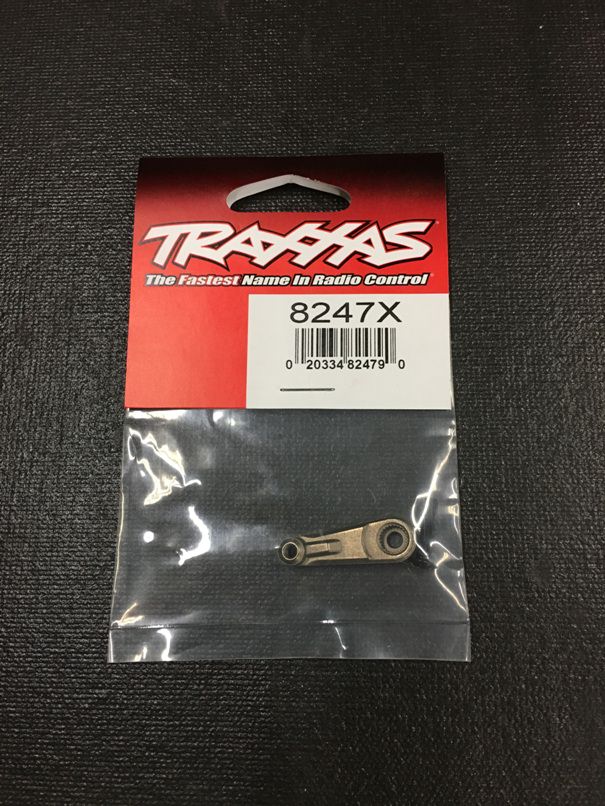 TRAXXAS
The Fastest Name In Radio Control
8247X
0 20334 82479 0